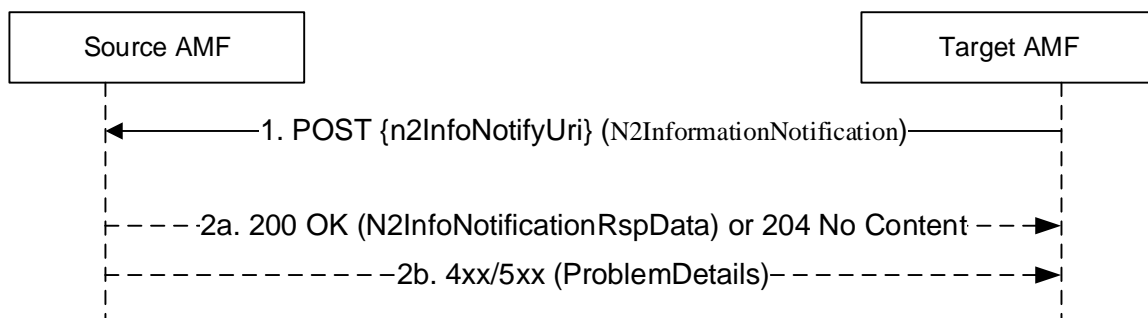 Source AMF
Target AMF
1. POST {n2InfoNotifyUri} (N2InformationNotification)
2a. 200 OK (N2InfoNotificationRspData) or 204 No Content
2b. 4xx/5xx (ProblemDetails)